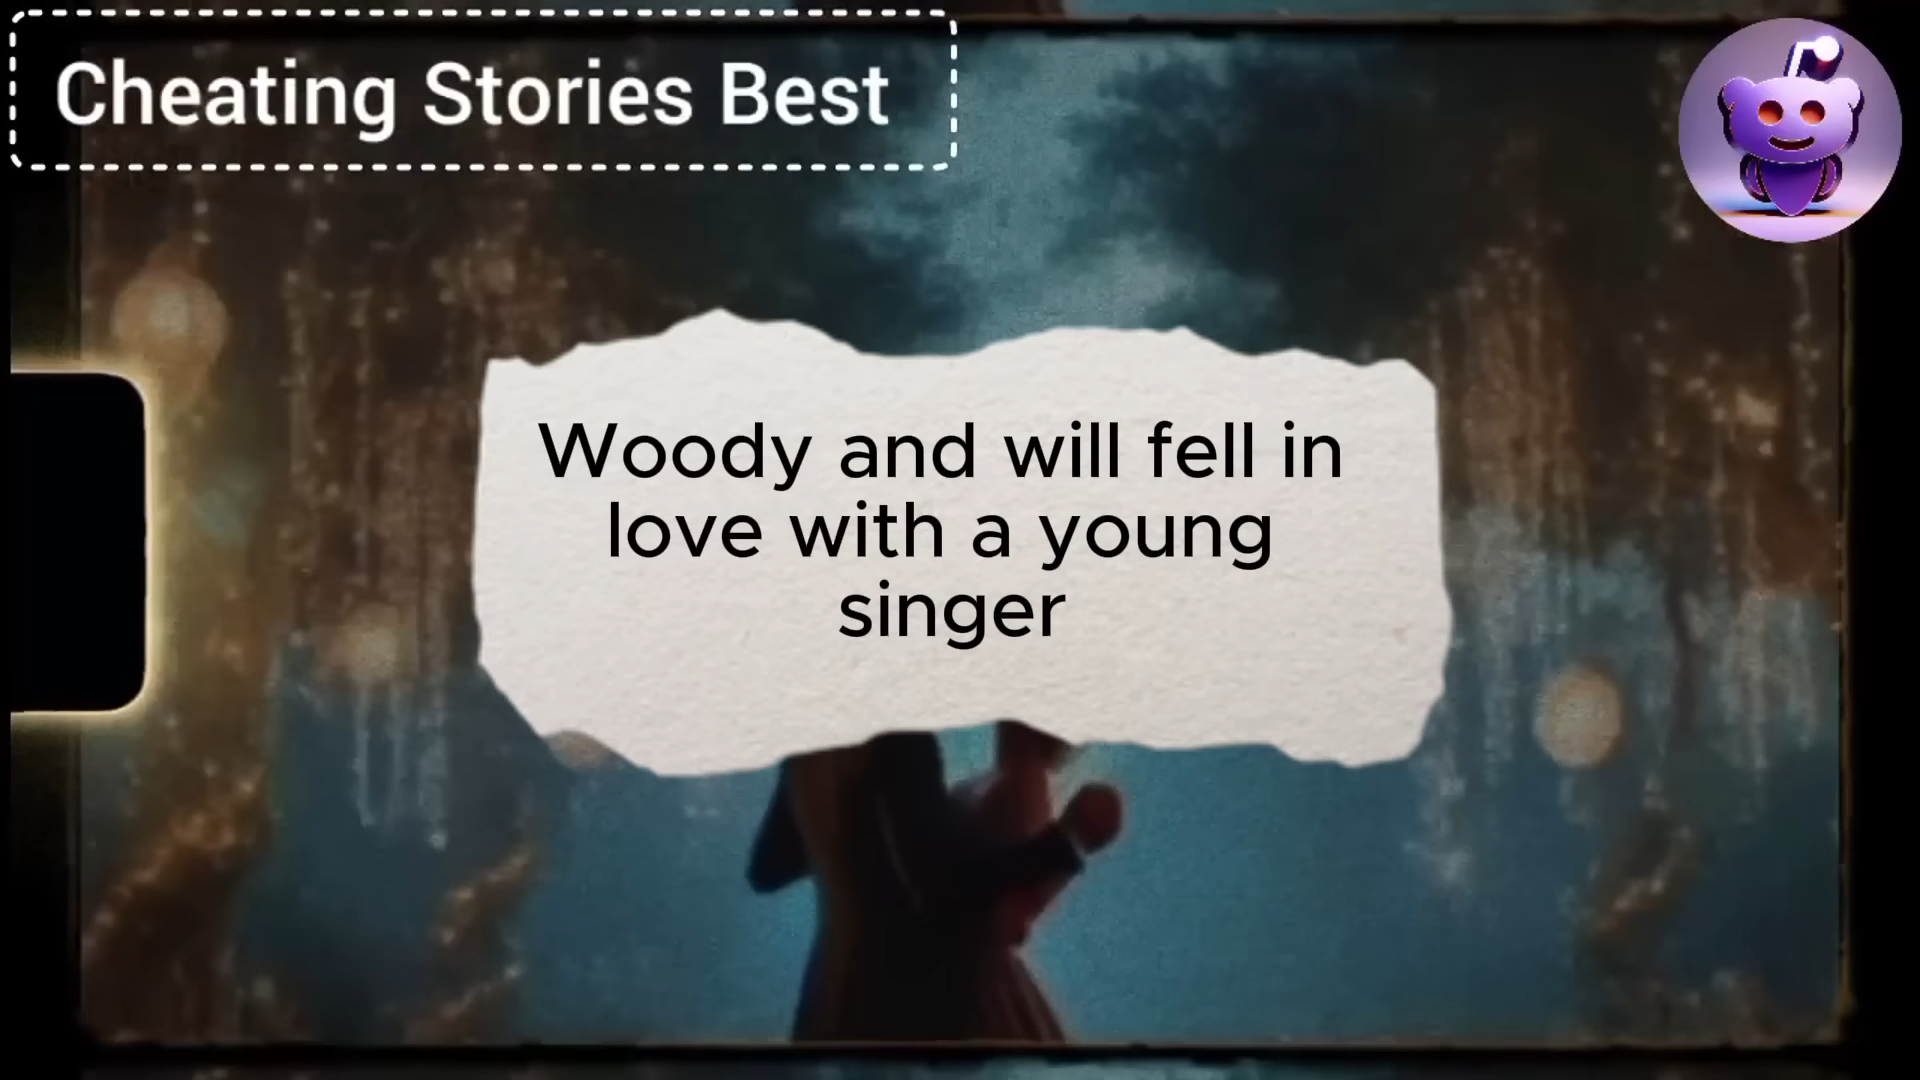 Cheating Stories Best
Woody and will fell in
love with a young
singer